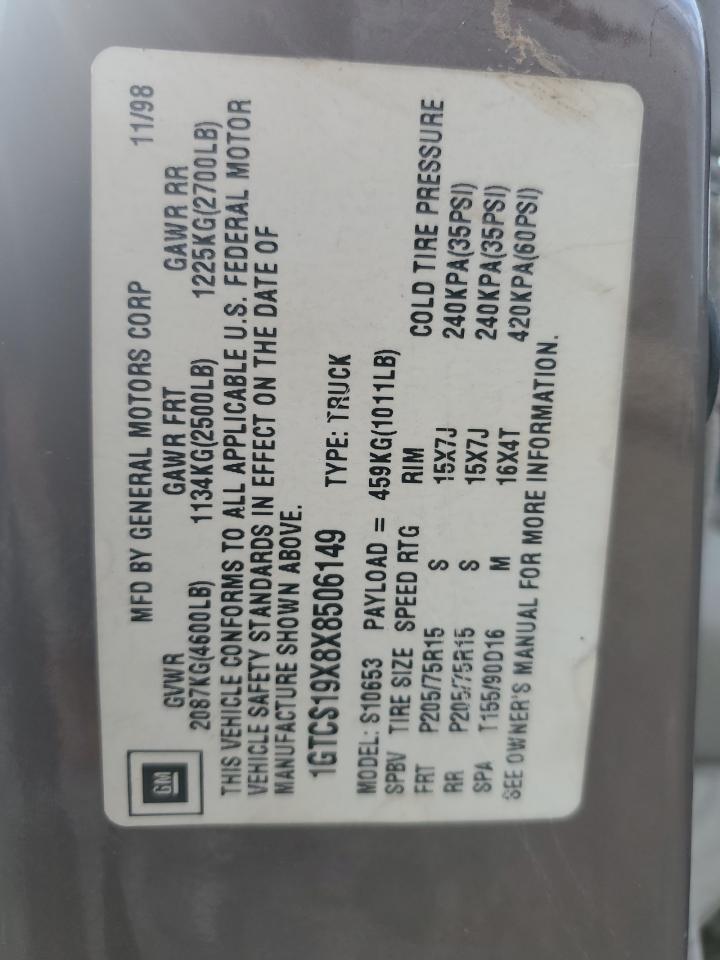 GM
MFD BY GENERAL MOTORS CORP 11/98
GVWR GAWR FRT GAWR RR
2087KG(4600LB) 1134KG(2500LB) 1225KG(2700LB)
THIS VEHICLE CONFORMS TO ALL APPLICABLE U.S. FEDERAL MOTOR
VEHICLE SAFETY STANDARDS IN EFFECT ON THE DATE OF
MANUFACTURE SHOWN ABOVE.
1GTCS19X8X8506149 TYPE: TRUCK
MODEL: S10653 PAYLOAD = 459KG(1011LB)
SPBV TIRE SIZE SPEED RTG RIM COLD TIRE PRESSURE
FRT P205/75R15 S 15X7J 240KPA(35PSI)
RR P205/75R15 S 15X7J 240KPA(35PSI)
SPA T155/90D16 M 16X4T 420KPA(60PSI)
SEE OWNER'S MANUAL FOR MORE INFORMATION.